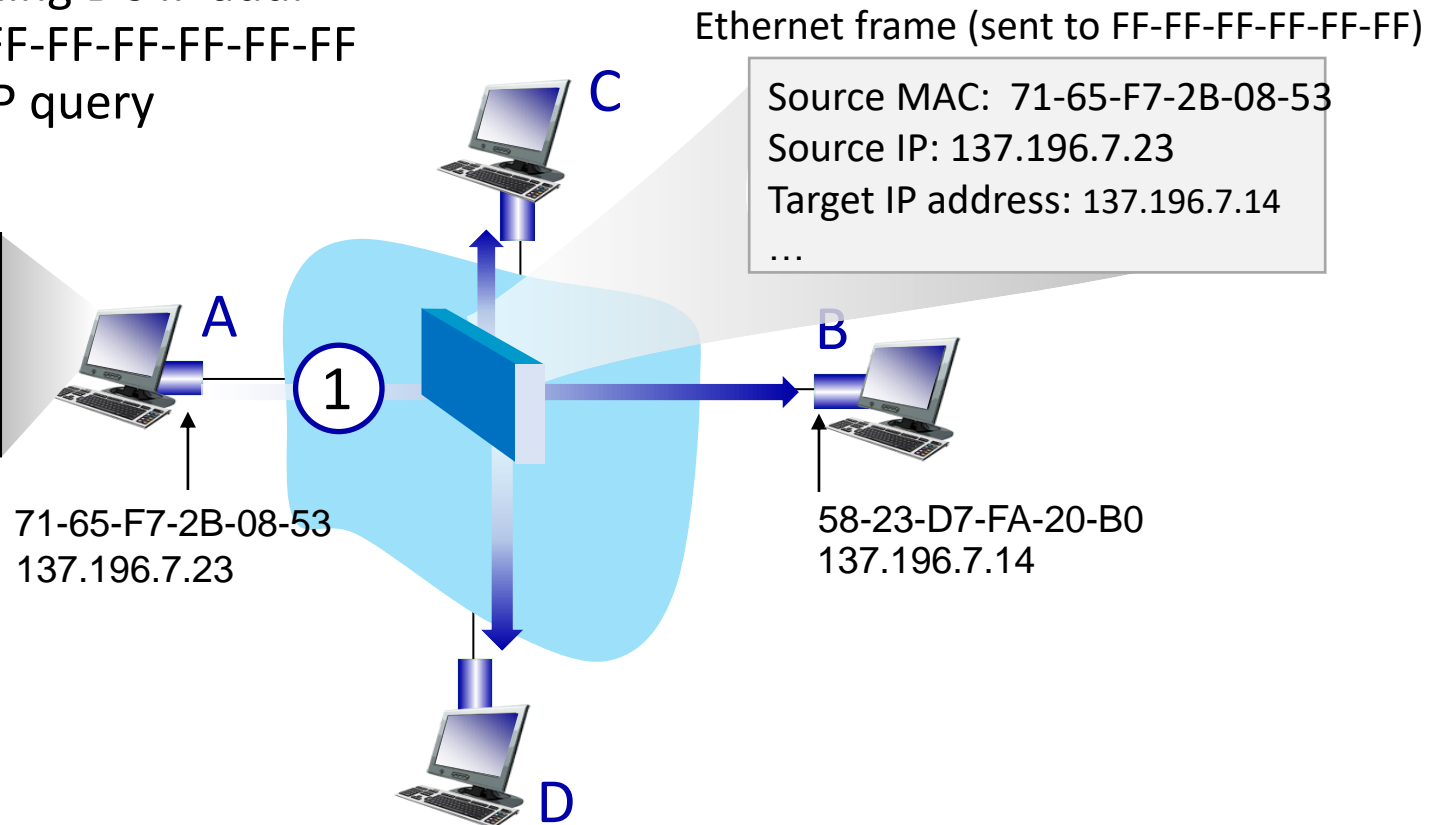 FF-FF-FF-FF-FF-FF
query
Ethernet frame (sent to FF-FF-FF-FF-FF-FF)
Source MAC: 71-65-F7-2B-08-53
Source IP: 137.196.7.23
Target IP address: 137.196.7.14
…
C
A
B
1
71-65-F7-2B-08-53
137.196.7.23
58-23-D7-FA-20-B0
137.196.7.14
D